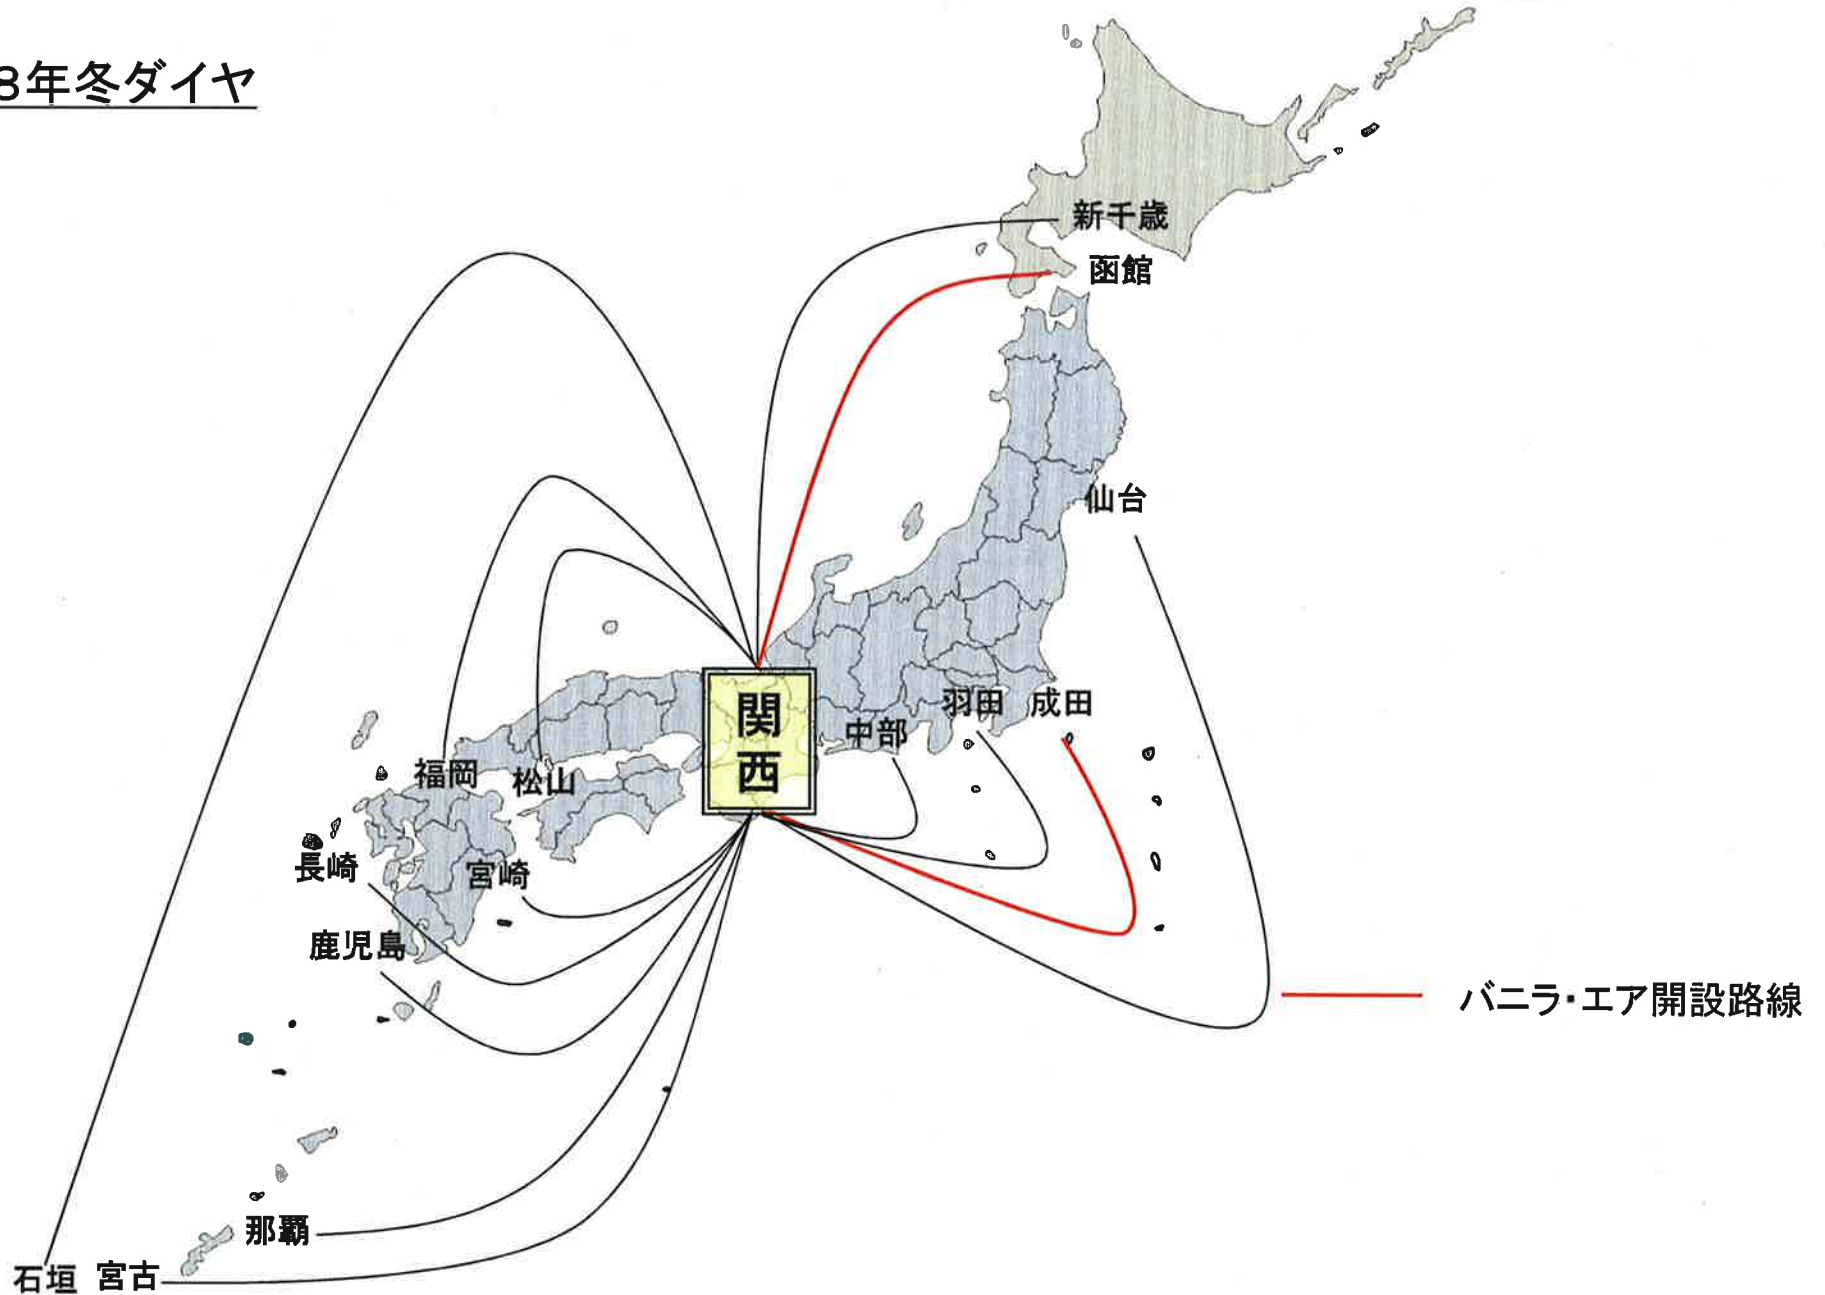 8年冬ダイヤ
新千歳
函館
仙台
関西
羽田
成田
中部
福岡
松山
長崎
宮崎
鹿児島
バニラ・エア開設路線
那覇
石垣
宮古